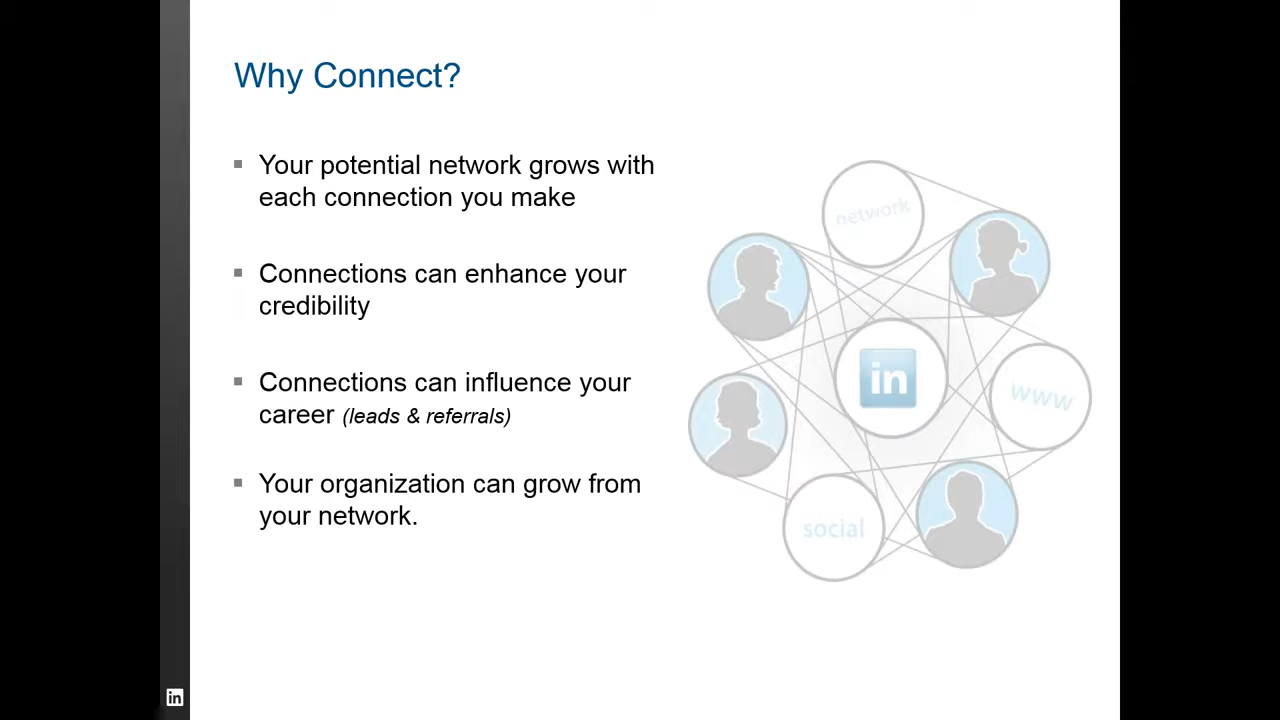 Why Connect?
Your potential network grows with
each connection you make
Connections can enhance your
credibility
Connections can influence your
career (leads & referrals)
Your organization can grow from
your network.
network
in
www
social
in